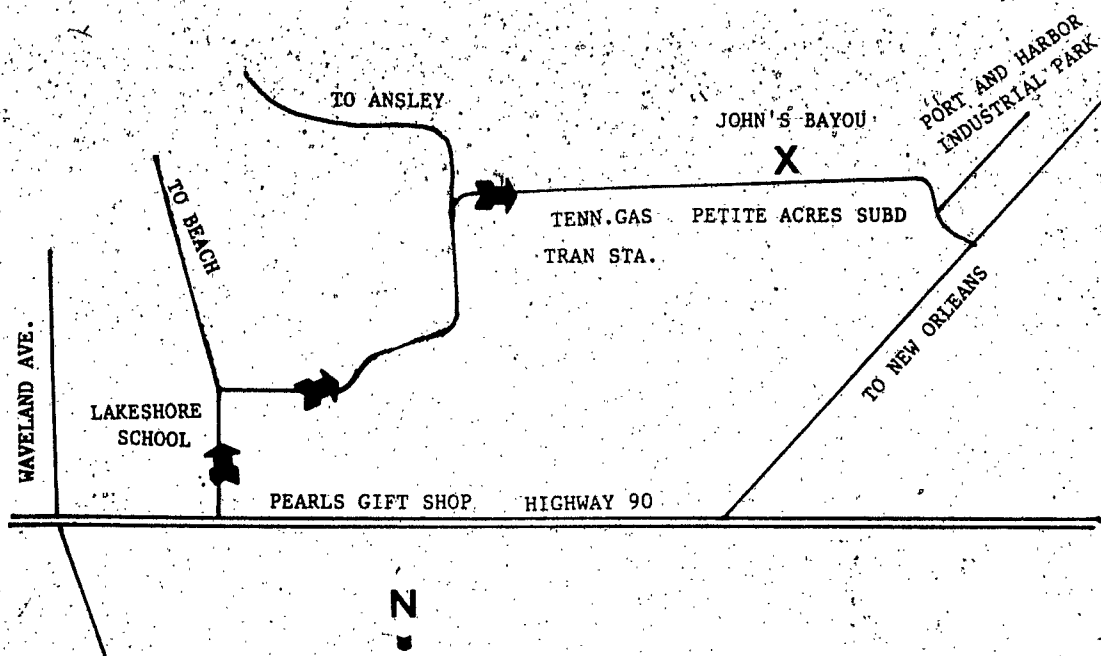 TO ANSLEY
JOHN'S BAYOU
X
PORT AND HARBOR
INDUSTRIAL PARK
TO BEACH
TENN.GAS PETITE ACRES SUBD
TRAN STA.
WAVELAND AVE.
TO NEW ORLEANS
LAKESHORE
SCHOOL
PEARLS GIFT SHOP HIGHWAY 90
N